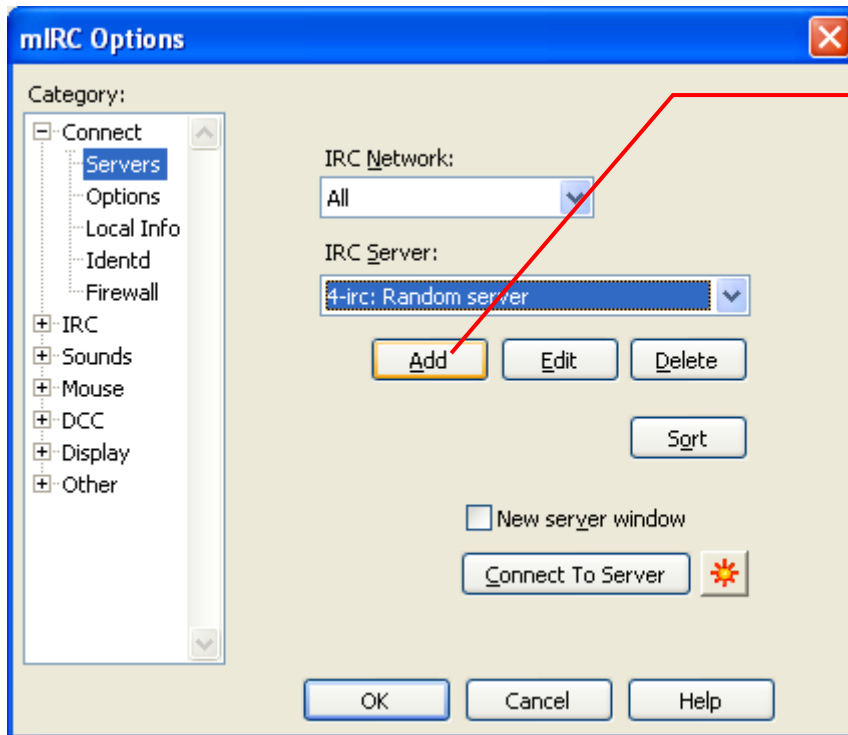 mIRC Options
Category:
Connect
Servers
Options
Local Info
Identd
Firewall
IRC
Sounds
Mouse
DCC
Display
Other
IRC Network:
All
IRC Server:
4-irc: Random server
Add Edit Delete
Sort
New server window
Connect To Server
OK Cancel Help